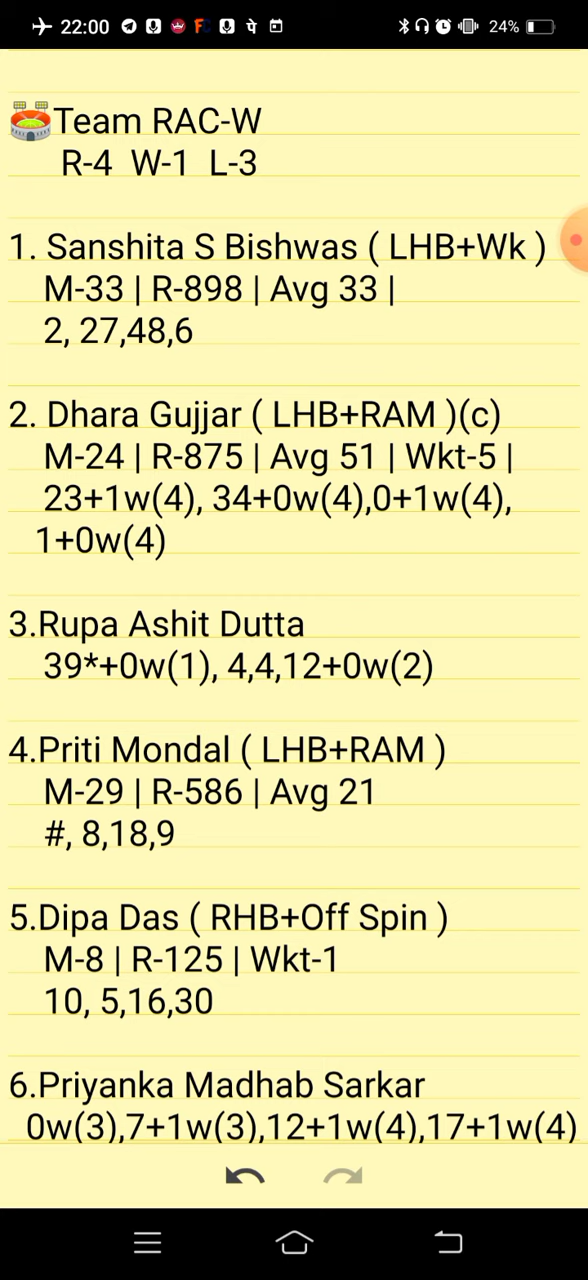 22:00 24%
Team RAC-W
R-4 W-1 L-3
1. Sanshita S Bishwas ( LHB+Wk )
M-33 | R-898 | Avg 33 |
2, 27,48,6
2. Dhara Gujjar ( LHB+RAM )(c)
M-24 | R-875 | Avg 51 | Wkt-5 |
23+1w(4), 34+0w(4),0+1w(4),
1+0w(4)
3.Rupa Ashit Dutta
39*+0w(1), 4,4,12+0w(2)
4.Priti Mondal ( LHB+RAM )
M-29 | R-586 | Avg 21
#, 8,18,9
5.Dipa Das ( RHB+Off Spin )
M-8 | R-125 | Wkt-1
10, 5,16,30
6.Priyanka Madhab Sarkar
0w(3),7+1w(3),12+1w(4),17+1w(4)